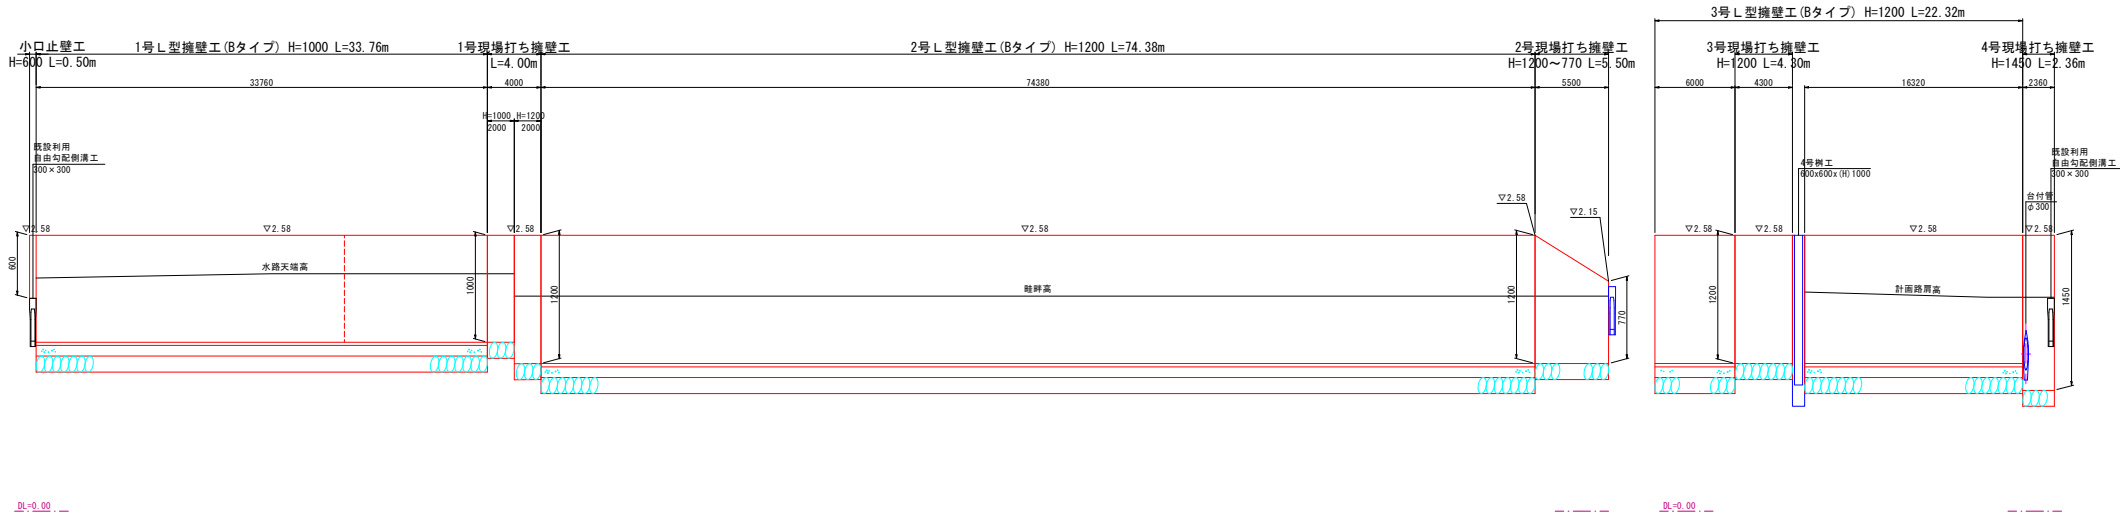 小口止壁工
H=600 L=0.50m
1号Ｌ型擁壁工(Bタイプ) H=1000 L=33.76m
1号現場打ち擁壁工
L=4.00m
2号Ｌ型擁壁工(Bタイプ) H=1200 L=74.38m
2号現場打ち擁壁工
H=1200～770 L=5.50m
3号Ｌ型擁壁工(Bタイプ) H=1200 L=22.32m
3号現場打ち擁壁工
H=1200 L=4.30m
4号現場打ち擁壁工
H=1450 L=2.36m
33760
4000
74380
5500
6000
4300
16320
2360
H=1000
H=1200
2000
2000
既設利用
自由勾配側溝工
300×300
4号桝工
600x600x(H)1000
既設利用
自由勾配側溝工
300×300
台付管
φ300
▽2.58
▽2.58
▽2.58
▽2.58
▽2.58
▽2.15
▽2.58
▽2.58
▽2.58
▽2.58
600
水路天端高
1000
1200
畦畔高
1200
770
1200
計画路肩高
1450
DL=0.00
DL=0.00